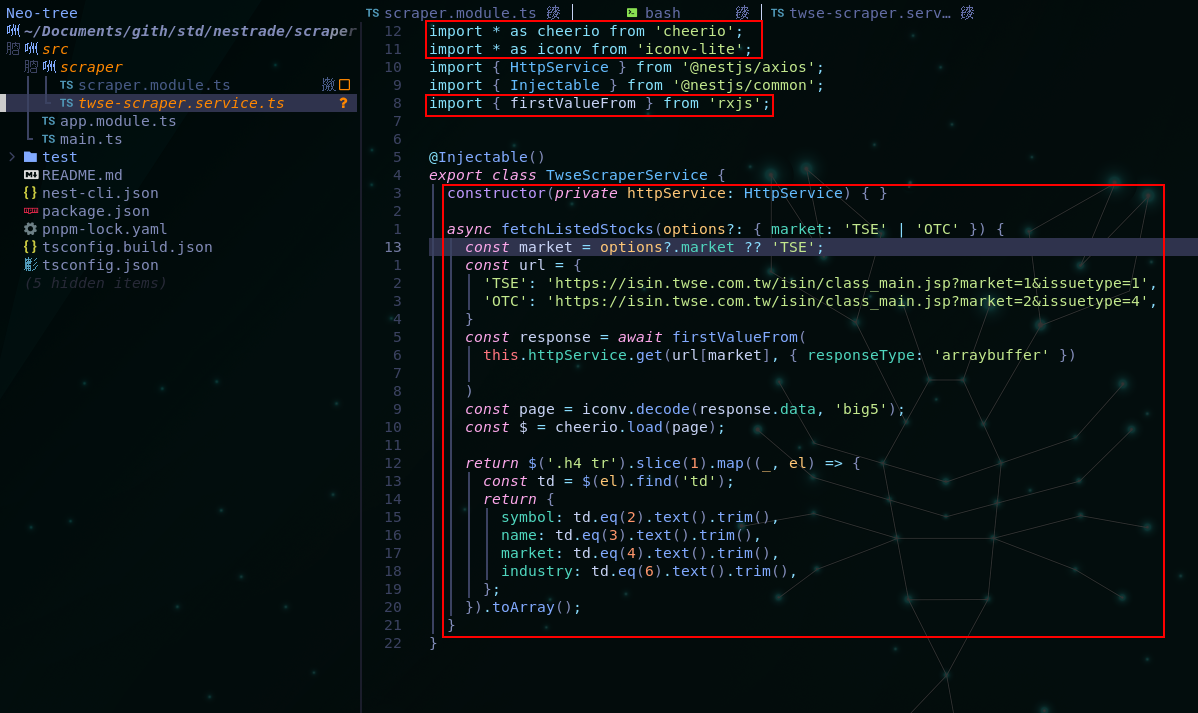 Neo-tree
TS scraper.module.ts
bash
TS twse-scraper.serv…
~/Documents/gith/std/nestrade/scraper
src
scraper
TS scraper.module.ts
TS twse-scraper.service.ts ?
TS app.module.ts
TS main.ts
> test
README.md
{} nest-cli.json
package.json
pnpm-lock.yaml
{} tsconfig.build.json
tsconfig.json
(5 hidden items)
12 import * as cheerio from 'cheerio';
11 import * as iconv from 'iconv-lite';
10 import { HttpService } from '@nestjs/axios';
9 import { Injectable } from '@nestjs/common';
8 import { firstValueFrom } from 'rxjs';
7
6
5 @Injectable()
4 export class TwseScraperService {
3 constructor(private httpService: HttpService) { }
2
1 async fetchListedStocks(options?: { market: 'TSE' | 'OTC' }) {
13 const market = options?.market ?? 'TSE';
1 const url = {
2 'TSE': 'https://isin.twse.com.tw/isin/class_main.jsp?market=1&issuetype=1',
3 'OTC': 'https://isin.twse.com.tw/isin/class_main.jsp?market=2&issuetype=4',
4 }
5 const response = await firstValueFrom(
6 this.httpService.get(url[market], { responseType: 'arraybuffer' })
7
8 )
9 const page = iconv.decode(response.data, 'big5');
10 const $ = cheerio.load(page);
11
12 return $('.h4 tr').slice(1).map((_, el) => {
13 const td = $(el).find('td');
14 return {
15 symbol: td.eq(2).text().trim(),
16 name: td.eq(3).text().trim(),
17 market: td.eq(4).text().trim(),
18 industry: td.eq(6).text().trim(),
19 };
20 }).toArray();
21 }
22 }